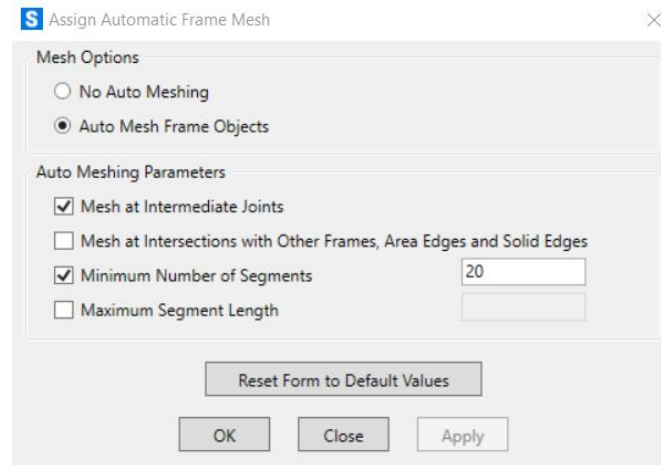 S Assign Automatic Frame Mesh
Mesh Options
No Auto Meshing
Auto Mesh Frame Objects
Auto Meshing Parameters
Mesh at Intermediate Joints
Mesh at Intersections with Other Frames, Area Edges and Solid Edges
Minimum Number of Segments 20
Maximum Segment Length
Reset Form to Default Values
OK Close Apply